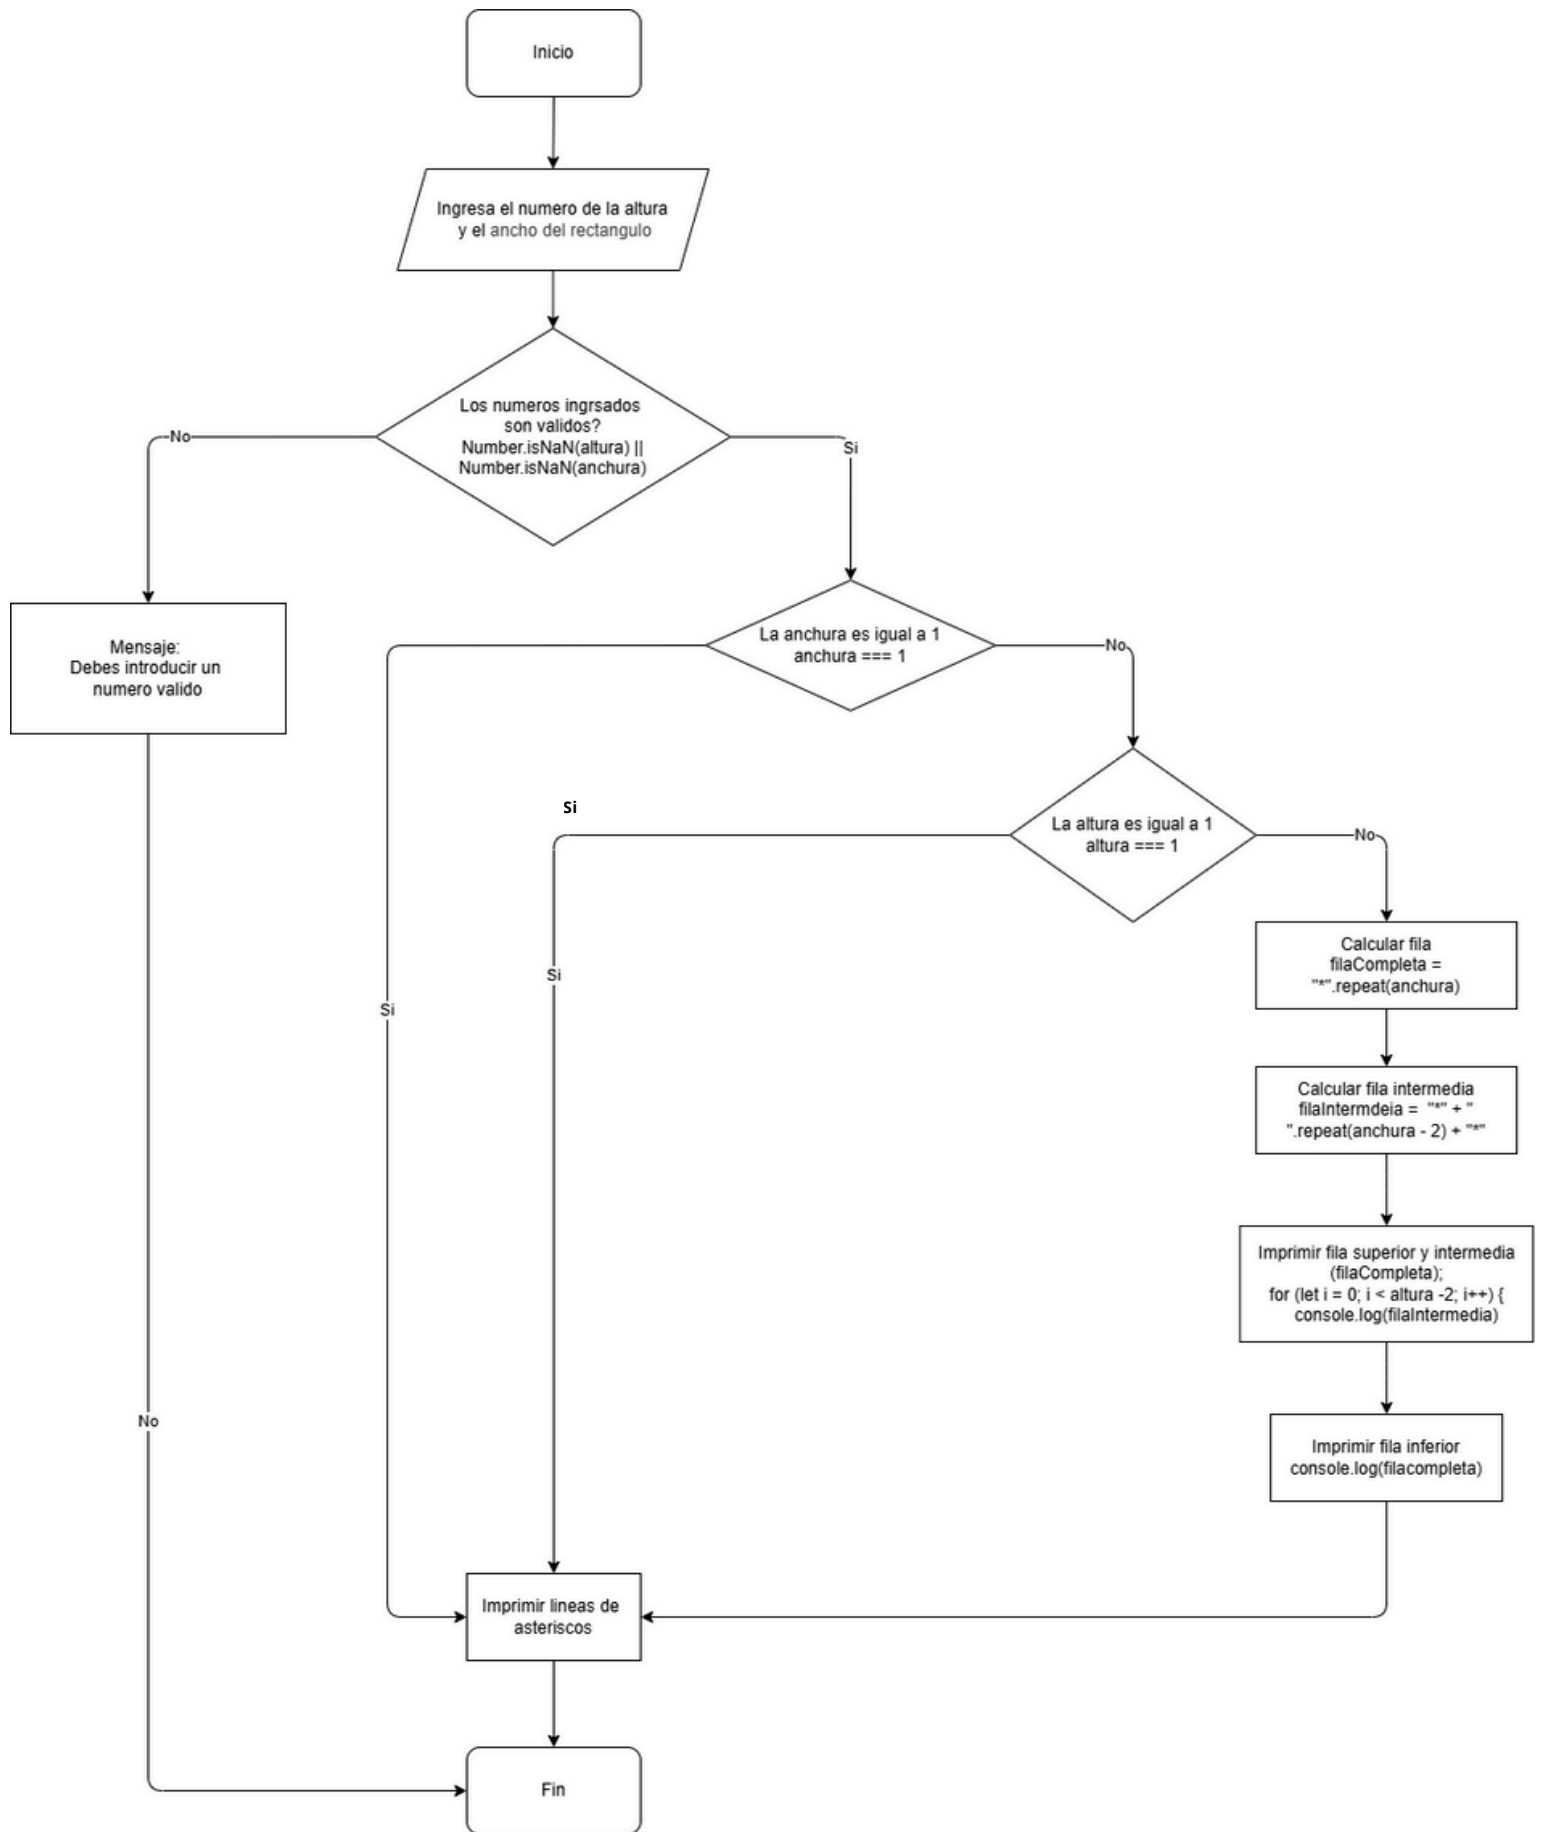 Inicio
Ingresa el numero de la altura
y el ancho del rectangulo
Los numeros ingrsados
son validos?
Number.isNaN(altura) ||
Number.isNaN(anchura)
No
Si
Mensaje:
Debes introducir un
numero valido
La anchura es igual a 1
anchura === 1
No
Si
La altura es igual a 1
altura === 1
No
Calcular fila
filaCompleta =
"*".repeat(anchura)
Si
Si
Calcular fila intermedia
filaIntermdeia =  "*" + "
".repeat(anchura - 2) + "*"
Imprimir fila superior y intermedia
(filaCompleta);
for (let i = 0; i < altura -2; i++) {
console.log(filaIntermedia)
No
Imprimir fila inferior
console.log(filacompleta)
Imprimir lineas de
asteriscos
Fin